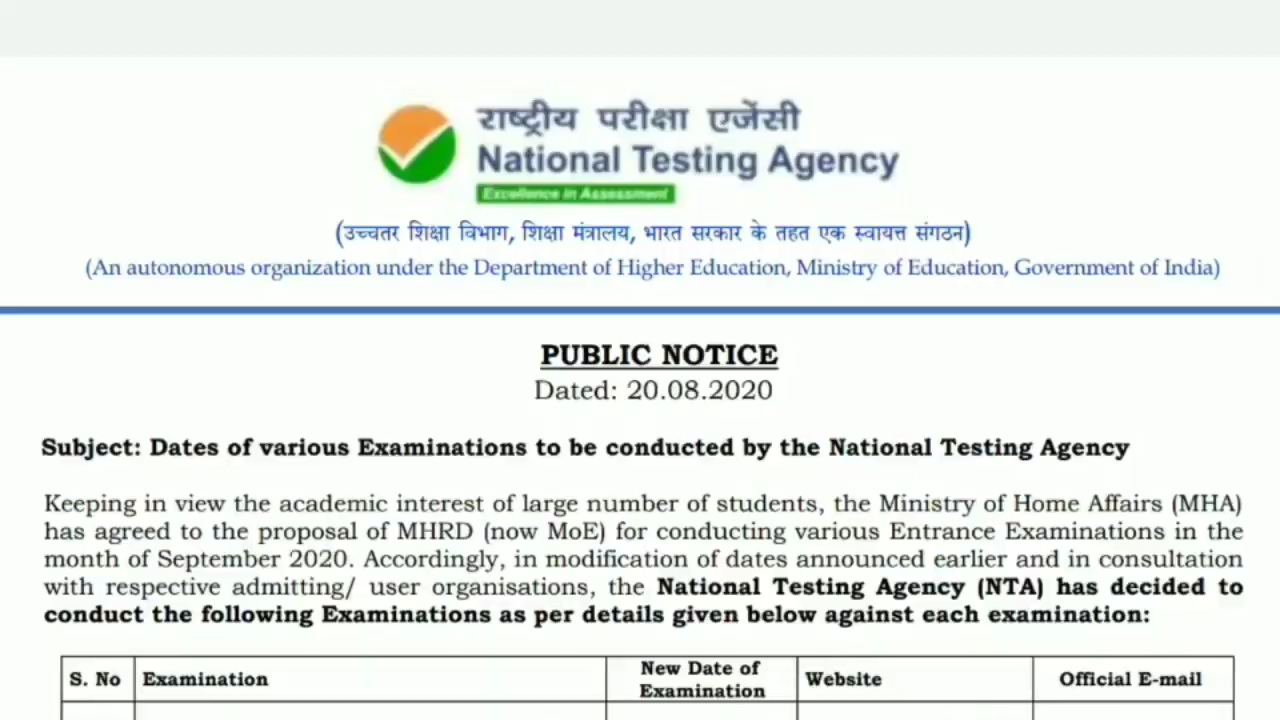 राष्ट्रीय परीक्षा एजेंसी
National Testing Agency
Excellence in Assessment
(उच्चतर शिक्षा विभाग, शिक्षा मंत्रालय, भारत सरकार के तहत एक स्वायत्त संगठन)
(An autonomous organization under the Department of Higher Education, Ministry of Education, Government of India)
PUBLIC NOTICE
Dated: 20.08.2020
Subject: Dates of various Examinations to be conducted by the National Testing Agency
Keeping in view the academic interest of large number of students, the Ministry of Home Affairs (MHA)
has agreed to the proposal of MHRD (now MoE) for conducting various Entrance Examinations in the
month of September 2020. Accordingly, in modification of dates announced earlier and in consultation
with respective admitting/ user organisations, the National Testing Agency (NTA) has decided to
conduct the following Examinations as per details given below against each examination:
S. No Examination New Date of Examination Website Official E-mail